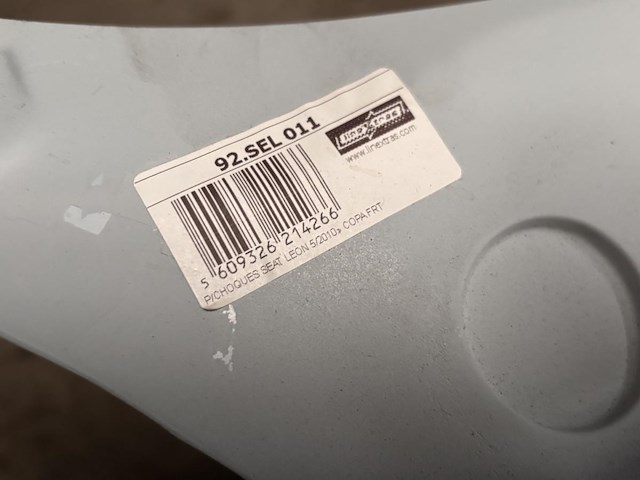 92.SEL 011
linextras
www.linextras.com
5 609326 214266
P/CHOQUES SEAT LEON 5/2010» COPA FRT